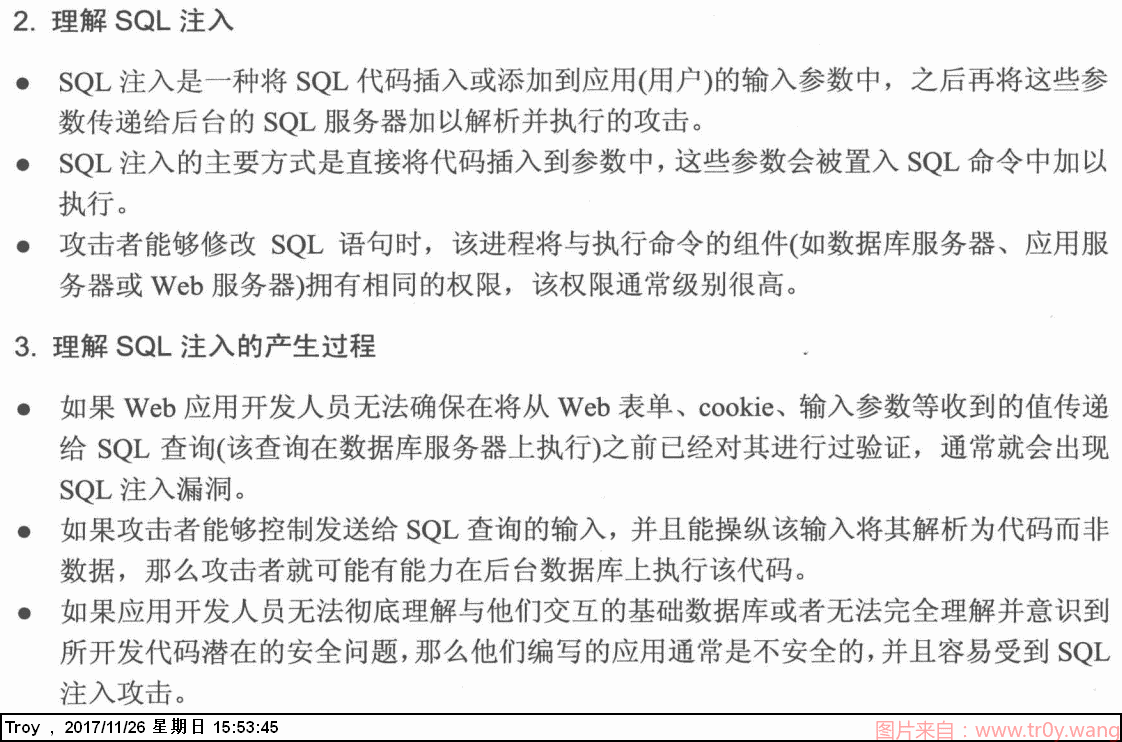 2. 理解 SQL 注入
● SQL 注入是一种将 SQL 代码插入或添加到应用(用户)的输入参数中，之后再将这些参
数传递给后台的 SQL 服务器加以解析并执行的攻击。
● SQL 注入的主要方式是直接将代码插入到参数中，这些参数会被置入 SQL 命令中加以
执行。
● 攻击者能够修改 SQL 语句时，该进程将与执行命令的组件(如数据库服务器、应用服
务器或 Web 服务器)拥有相同的权限，该权限通常级别很高。
3. 理解 SQL 注入的产生过程
● 如果 Web 应用开发人员无法确保在将从 Web 表单、cookie、输入参数等收到的值传递
给 SQL 查询(该查询在数据库服务器上执行)之前已经对其进行过验证，通常就会出现
SQL 注入漏洞。
● 如果攻击者能够控制发送给 SQL 查询的输入，并且能操纵该输入将其解析为代码而非
数据，那么攻击者就可能有能力在后台数据库上执行该代码。
● 如果应用开发人员无法彻底理解与他们交互的基础数据库或者无法完全理解并意识到
所开发代码潜在的安全问题，那么他们编写的应用通常是不安全的，并且容易受到 SQL
注入攻击。
Troy , 2017/11/26 星期日 15:53:45
图片来自：www.tr0y.wang